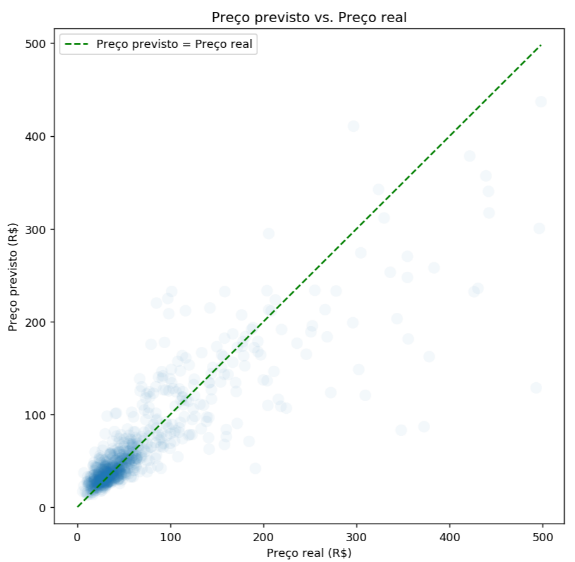 Preço previsto vs. Preço real
Preço previsto = Preço real
500
400
300
200
100
0
Preço previsto (R$)
0 100 200 300 400 500
Preço real (R$)